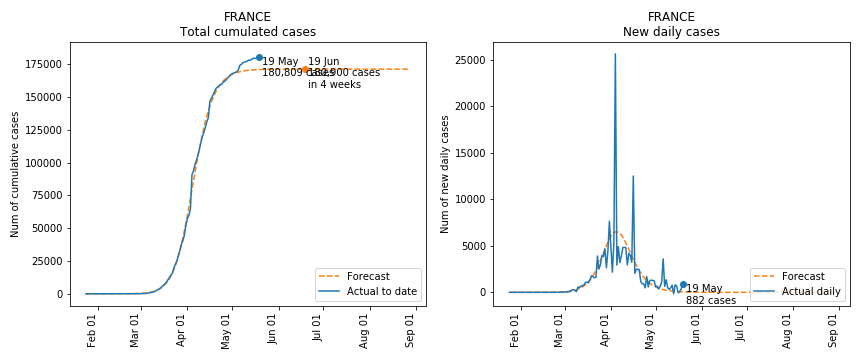 FRANCE
Total cumulated cases
Num of cumulative cases
175000
150000
125000
100000
75000
50000
25000
0
19 May
180,809 cases
19 Jun
180,900 cases
in 4 weeks
Forecast
Actual to date
Feb 01
Mar 01
Apr 01
May 01
Jun 01
Jul 01
Aug 01
Sep 01
FRANCE
New daily cases
Num of new daily cases
25000
20000
15000
10000
5000
0
19 May
882 cases
Forecast
Actual daily
Feb 01
Mar 01
Apr 01
May 01
Jun 01
Jul 01
Aug 01
Sep 01